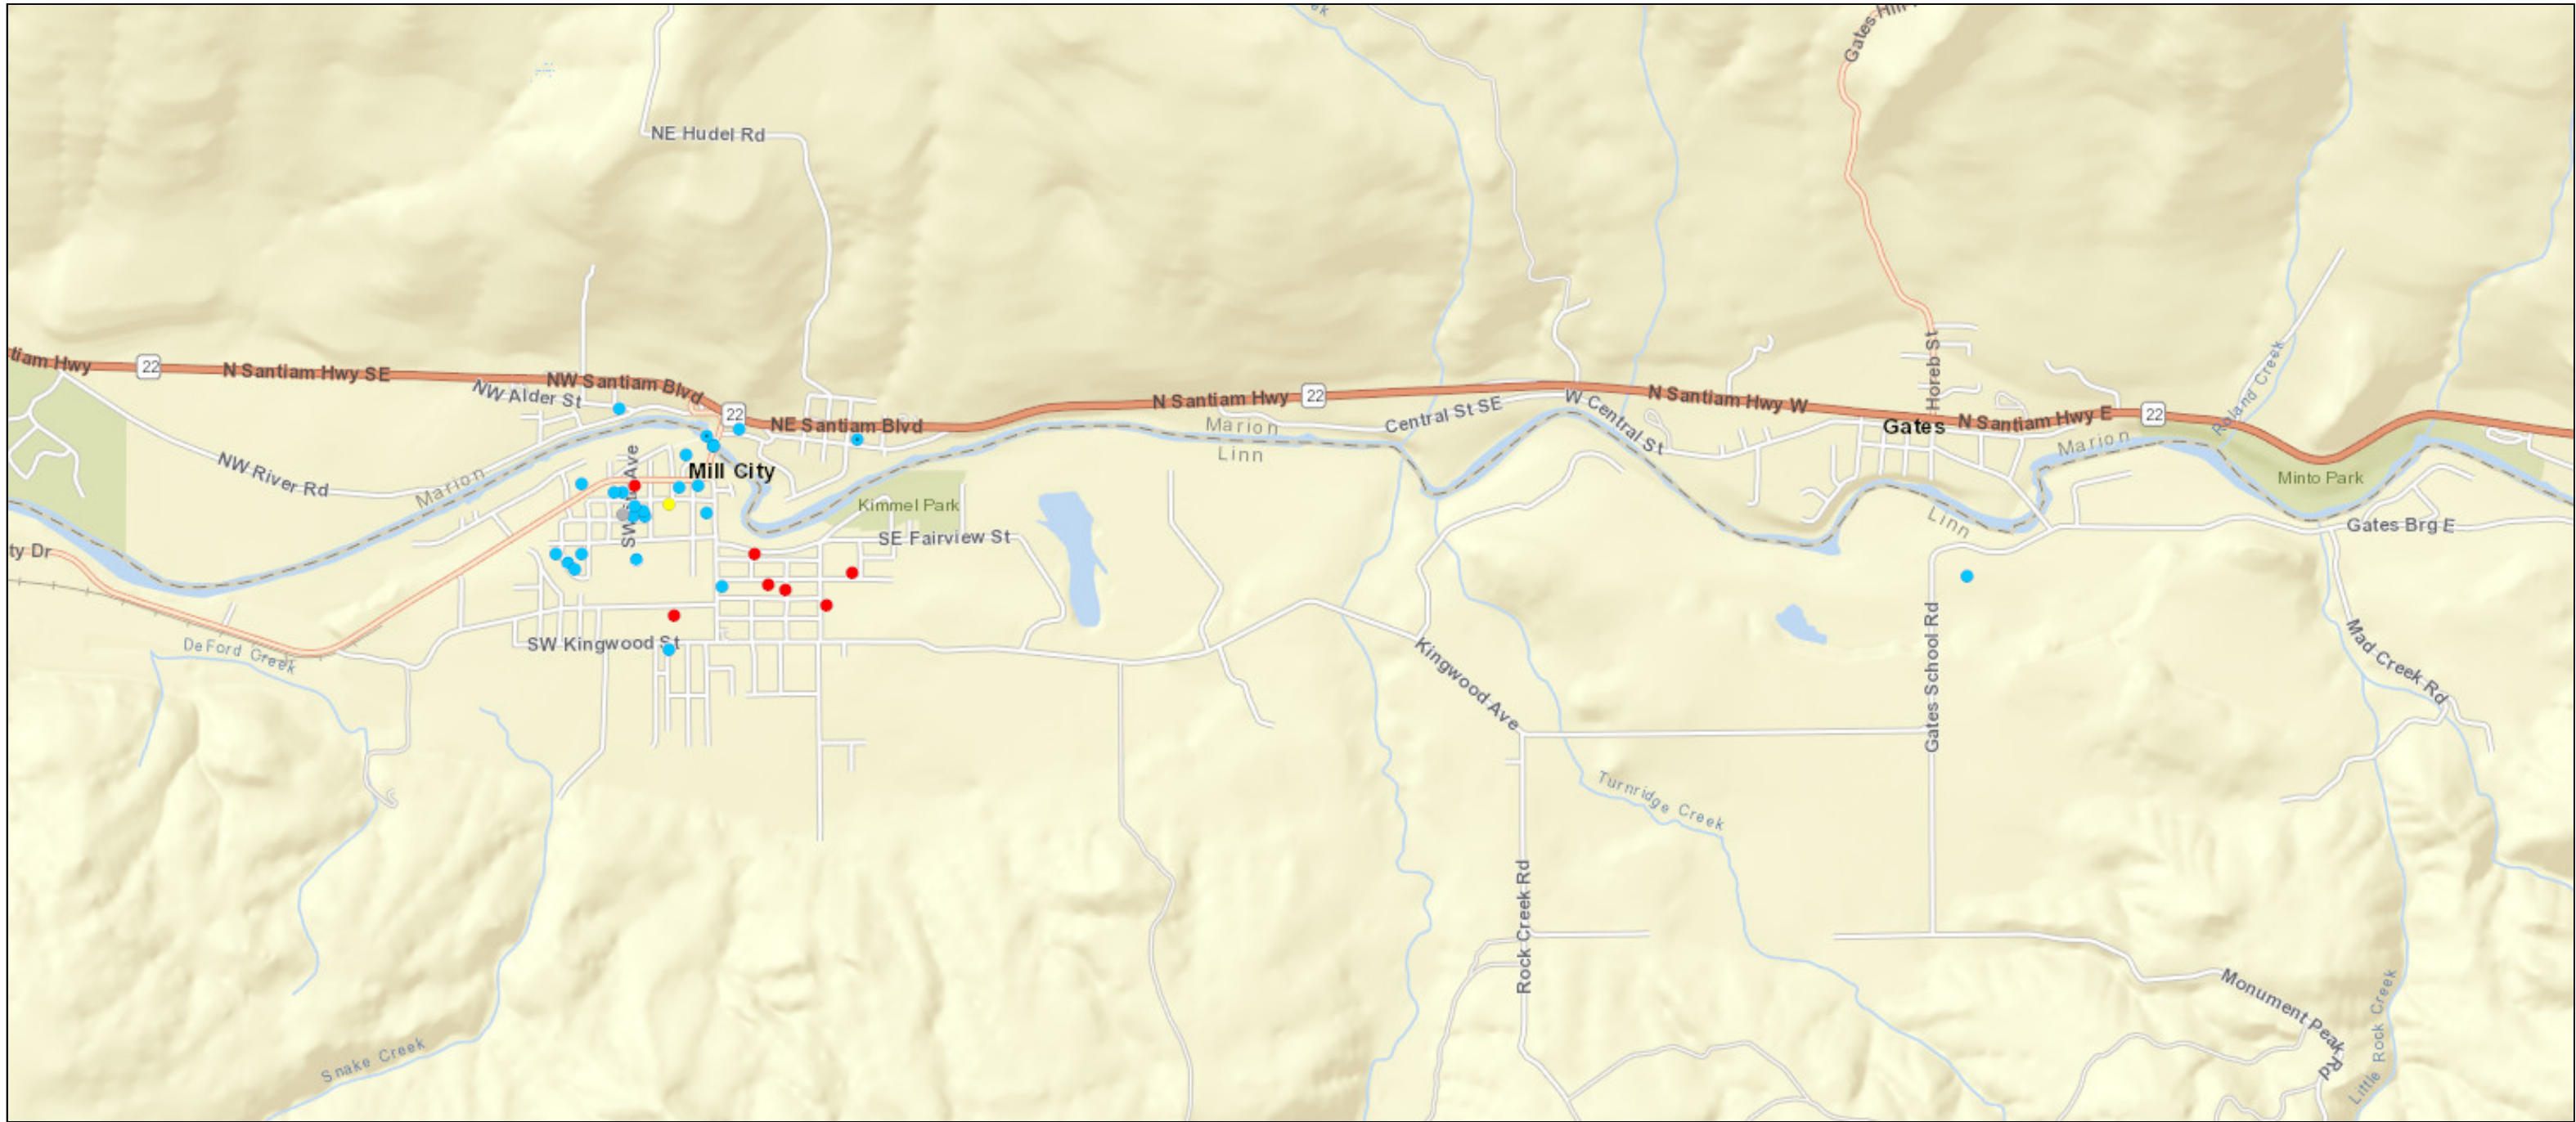 Gates Hill
NE Hudel Rd
tiam Hwy
22
N Santiam Hwy SE
NW Santiam Blvd
NW Alder St
22
NE Santiam Blvd
N Santiam Hwy
22
Central St SE
W Central St
N Santiam Hwy W
Horeb St
Gates
N Santiam Hwy E
22
Roland Creek
Marion
Linn
Marion
Minto Park
NW River Rd
Marion
Mill City
Kimmel Park
SE Fairview St
Linn
Gates Brg E
ty Dr
DeFord Creek
SW Kingwood St
Kingwood Ave
Gates School Rd
Mad Creek Rd
Turnridge Creek
Rock Creek Rd
Monument Peak Rd
Little Rock Creek
Snake Creek